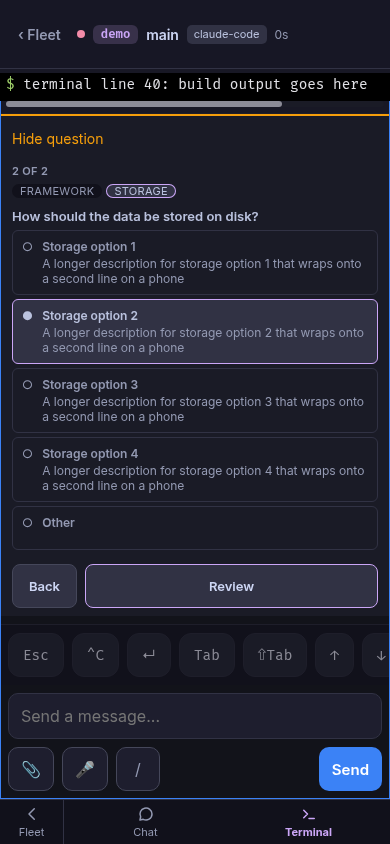 ‹ Fleet demo main claude-code 0s
$ terminal line 40: build output goes here
Hide question
2 OF 2
FRAMEWORK STORAGE
How should the data be stored on disk?
Storage option 1
A longer description for storage option 1 that wraps onto
a second line on a phone
Storage option 2
A longer description for storage option 2 that wraps onto
a second line on a phone
Storage option 3
A longer description for storage option 3 that wraps onto
a second line on a phone
Storage option 4
A longer description for storage option 4 that wraps onto
a second line on a phone
Other
Back Review
Esc ^C ↵ Tab ⇧Tab ↑ ↓
Send a message...
/ Send
Fleet Chat Terminal